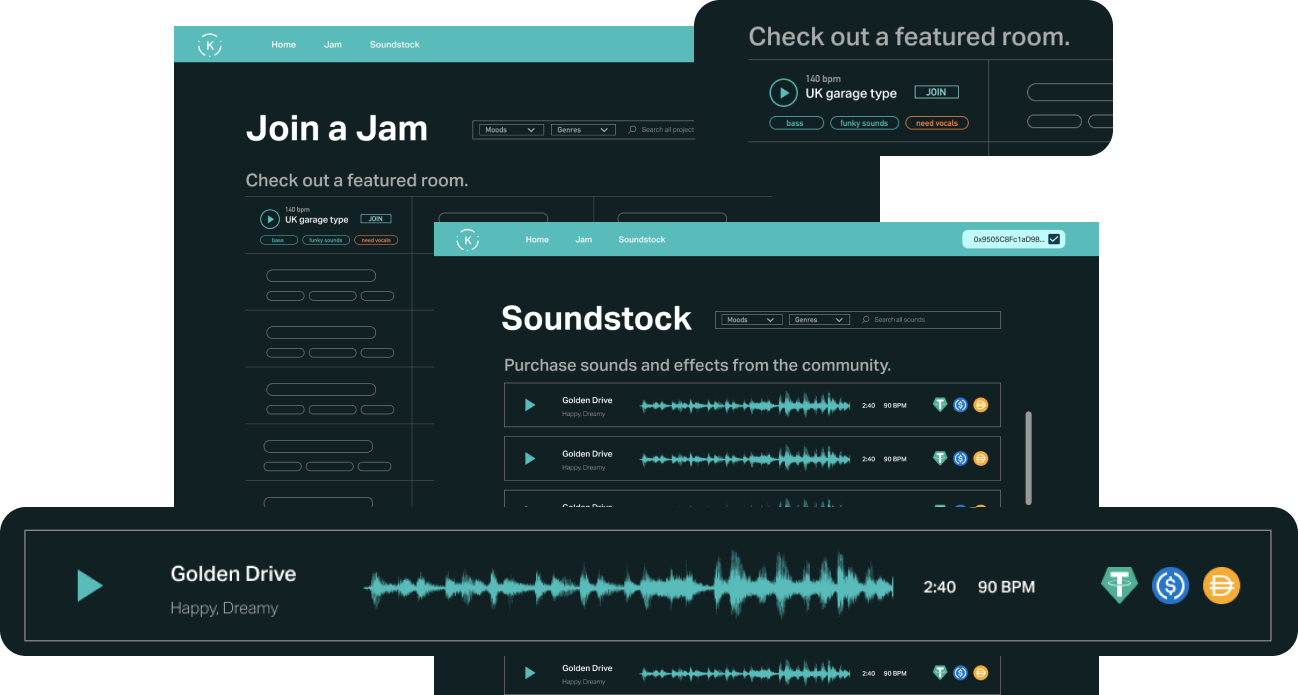 K
Home Jam Soundstock
Join a Jam
Moods Genres Search all project
Check out a featured room.
140 bpm
UK garage type JOIN
bass funky sounds need vocals
Check out a featured room.
140 bpm
UK garage type JOIN
bass funky sounds need vocals
K
Home Jam Soundstock 0x9505C8Fc1aD98...
Soundstock
Moods Genres Search all sounds
Purchase sounds and effects from the community.
Golden Drive
Happy, Dreamy
2:40 90 BPM
Golden Drive
Happy, Dreamy
2:40 90 BPM
Golden Drive
Golden Drive
Happy, Dreamy
2:40 90 BPM
Golden Drive
Happy, Dreamy
2:40 90 BPM